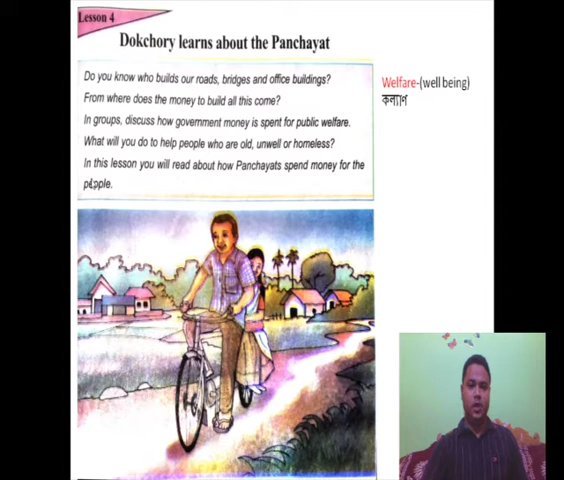 Lesson 4
Dokchory learns about the Panchayat
Do you know who builds our roads, bridges and office buildings?
From where does the money to build all this come?
In groups, discuss how government money is spent for public welfare.
What will you do to help people who are old, unwell or homeless?
In this lesson you will read about how Panchayats spend money for the
people.
Welfare-(well being)
কল্যাণ